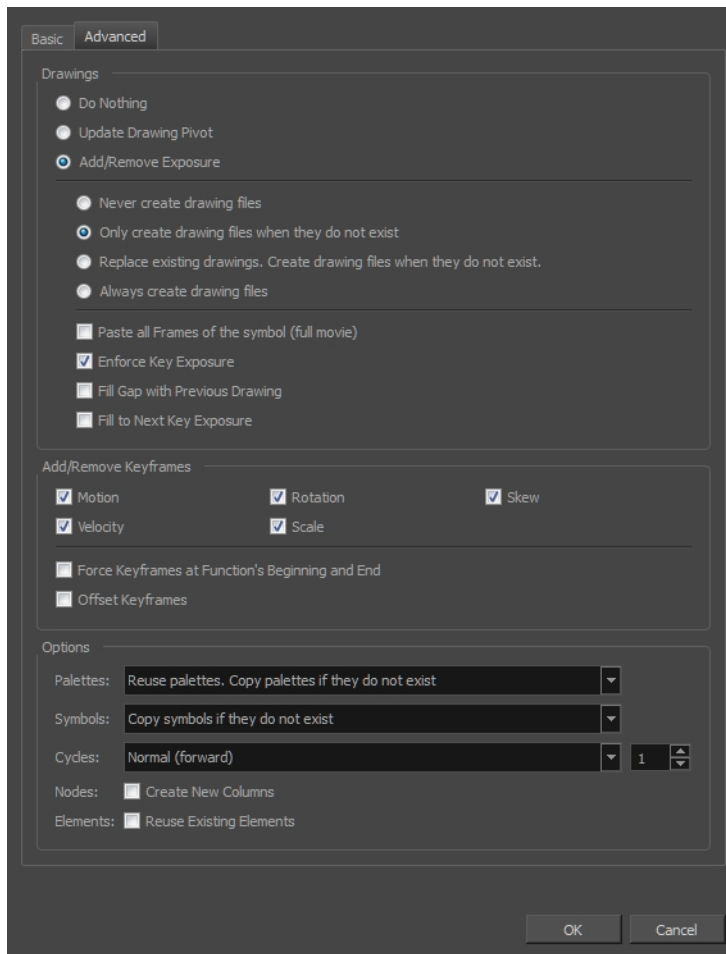 Basic Advanced
Drawings
Do Nothing
Update Drawing Pivot
Add/Remove Exposure
Never create drawing files
Only create drawing files when they do not exist
Replace existing drawings. Create drawing files when they do not exist.
Always create drawing files
Paste all Frames of the symbol (full movie)
Enforce Key Exposure
Fill Gap with Previous Drawing
Fill to Next Key Exposure
Add/Remove Keyframes
Motion Rotation Skew
Velocity Scale
Force Keyframes at Function's Beginning and End
Offset Keyframes
Options
Palettes: Reuse palettes. Copy palettes if they do not exist
Symbols: Copy symbols if they do not exist
Cycles: Normal (forward) 1
Nodes: Create New Columns
Elements: Reuse Existing Elements
OK Cancel